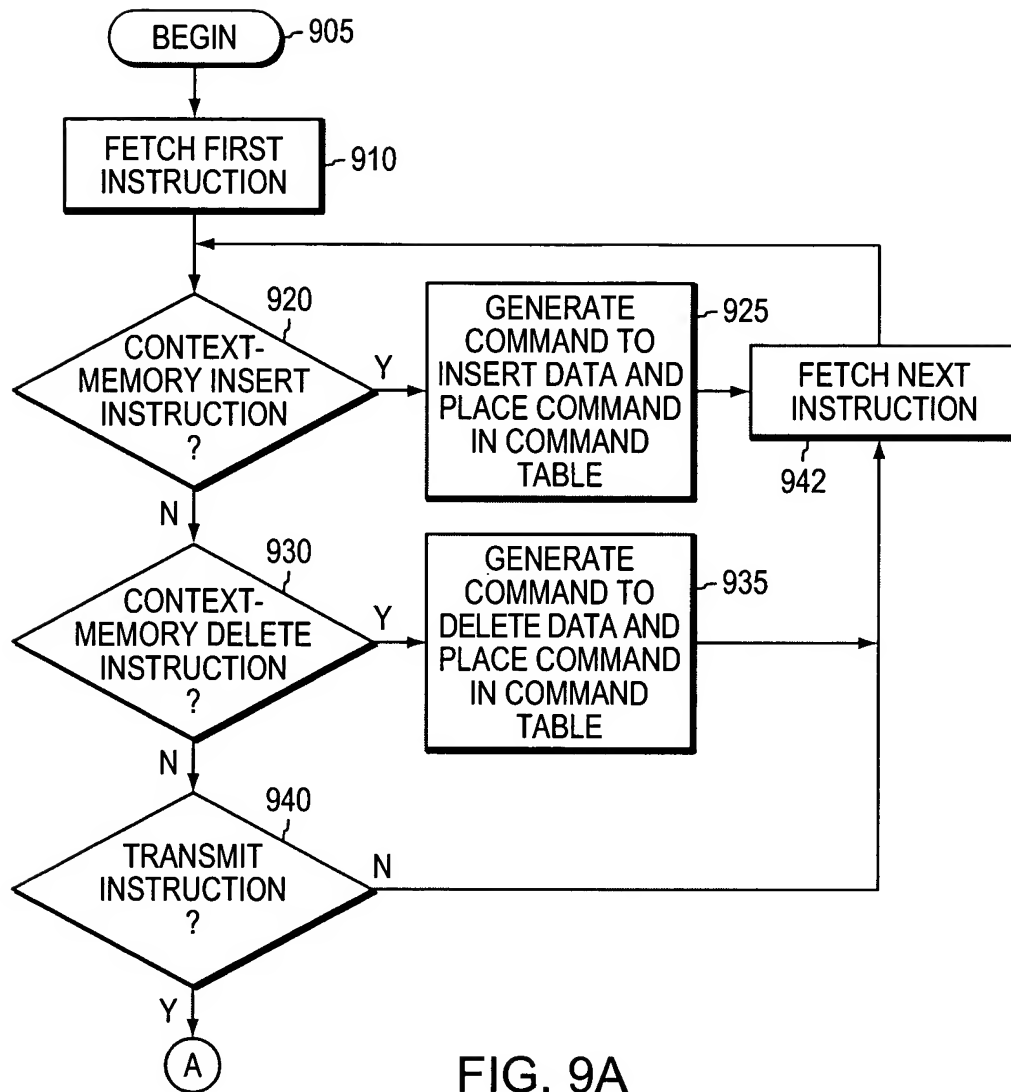 BEGIN
905
FETCH FIRST
INSTRUCTION
910
920
CONTEXT-
MEMORY INSERT
INSTRUCTION
?
Y
N
GENERATE
COMMAND TO
INSERT DATA AND
PLACE COMMAND
IN COMMAND
TABLE
925
FETCH NEXT
INSTRUCTION
942
930
CONTEXT-
MEMORY DELETE
INSTRUCTION
?
Y
N
GENERATE
COMMAND TO
DELETE DATA AND
PLACE COMMAND
IN COMMAND
TABLE
935
940
TRANSMIT
INSTRUCTION
?
N
Y
A
FIG. 9A